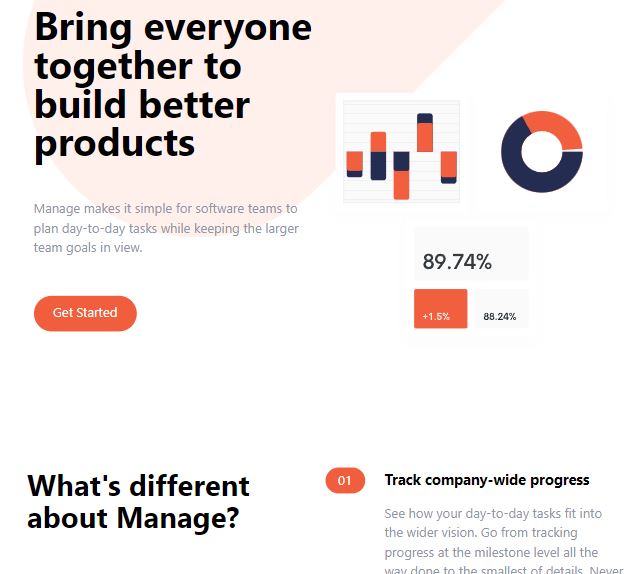 Bring everyone
together to
build better
products
Manage makes it simple for software teams to
plan day-to-day tasks while keeping the larger
team goals in view.
Get Started
89.74%
+1.5%
88.24%
What's different
about Manage?
01
Track company-wide progress
See how your day-to-day tasks fit into
the wider vision. Go from tracking
progress at the milestone level all the
way done to the smallest of details. Never